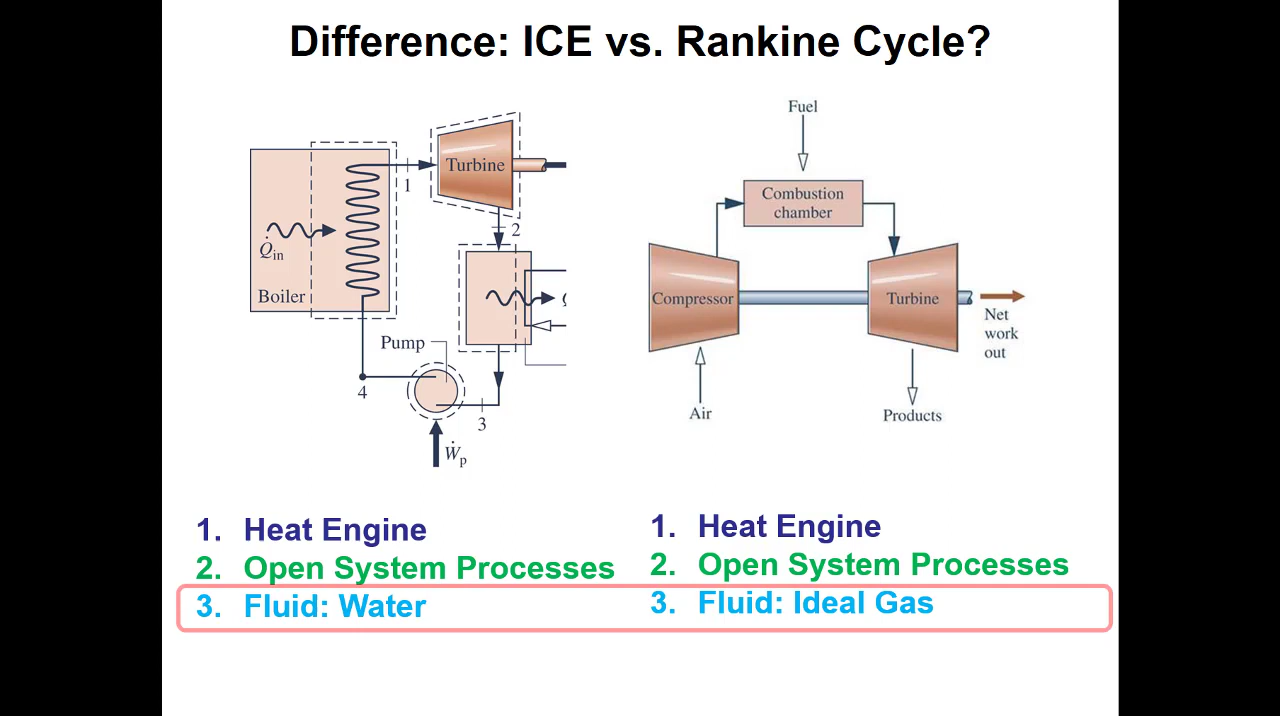 Difference: ICE vs. Rankine Cycle?
Turbine
1
2
Q̇in
Boiler
Pump
4
3
Ẇp
Fuel
Combustion
chamber
Compressor
Turbine
Net
work
out
Air
Products
1. Heat Engine
2. Open System Processes
3. Fluid: Water
1. Heat Engine
2. Open System Processes
3. Fluid: Ideal Gas